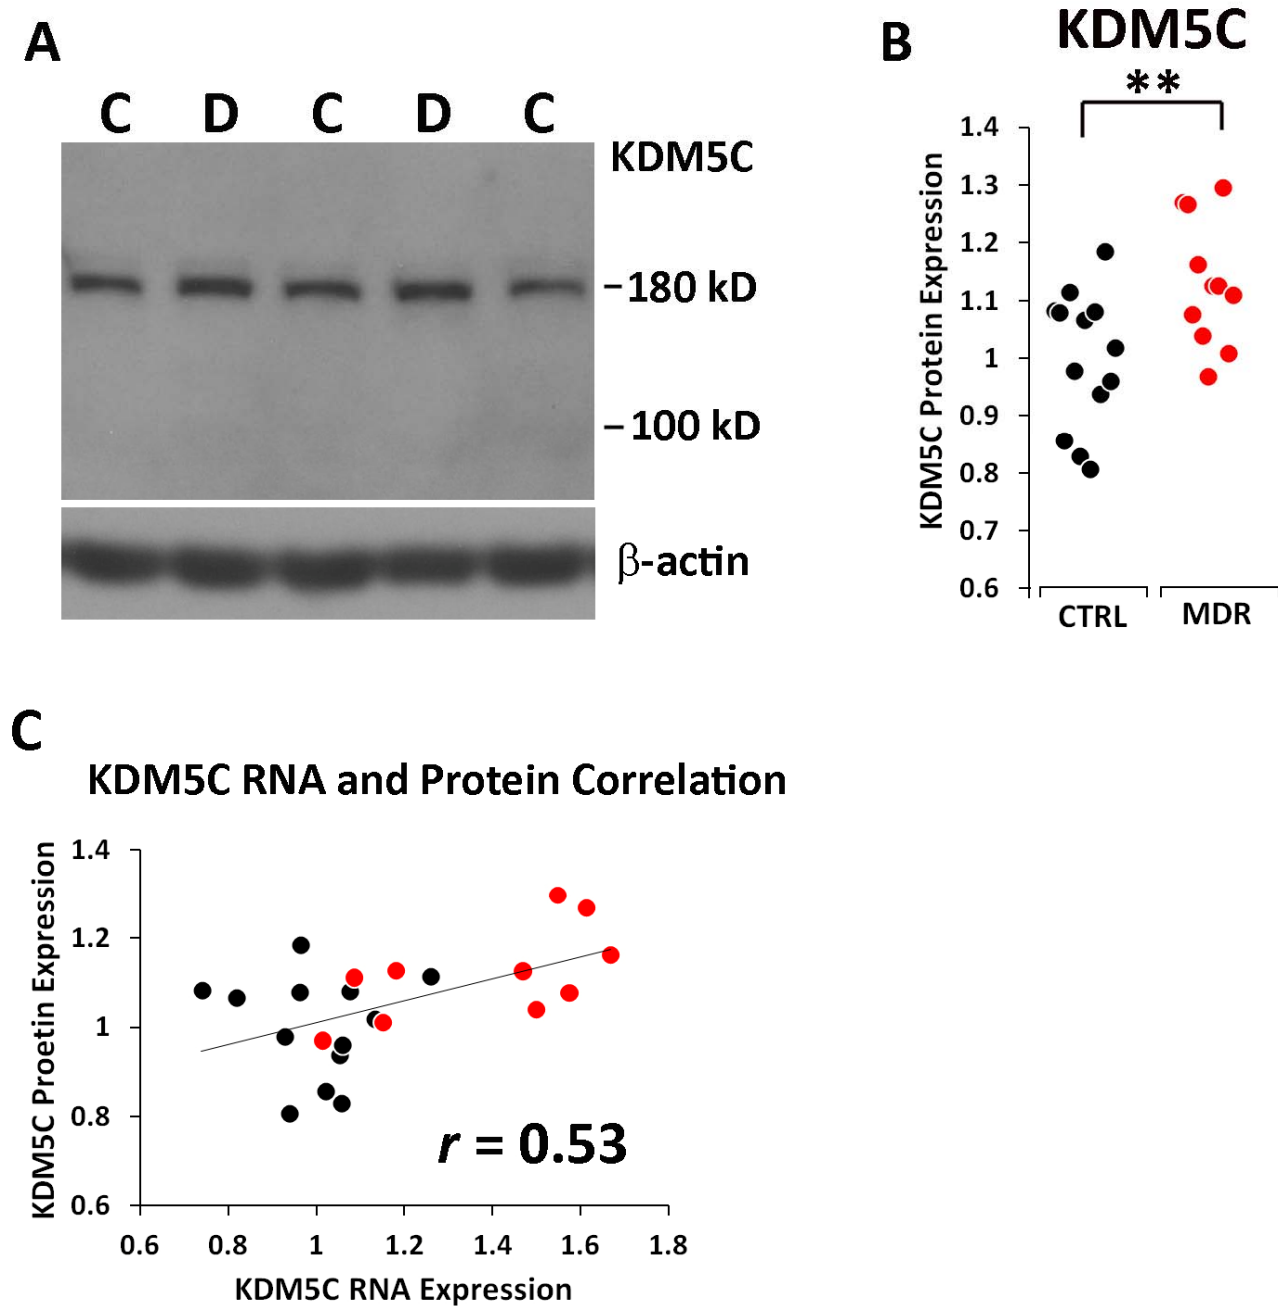 A
C D C D C
KDM5C
–180 kD
–100 kD
β-actin
B
KDM5C
**
KDM5C Protein Expression
1.4
1.3
1.2
1.1
1
0.9
0.8
0.7
0.6
CTRL MDR
C
KDM5C RNA and Protein Correlation
KDM5C Proetin Expression
1.4
1.2
1
0.8
0.6
r = 0.53
0.6 0.8 1 1.2 1.4 1.6 1.8
KDM5C RNA Expression